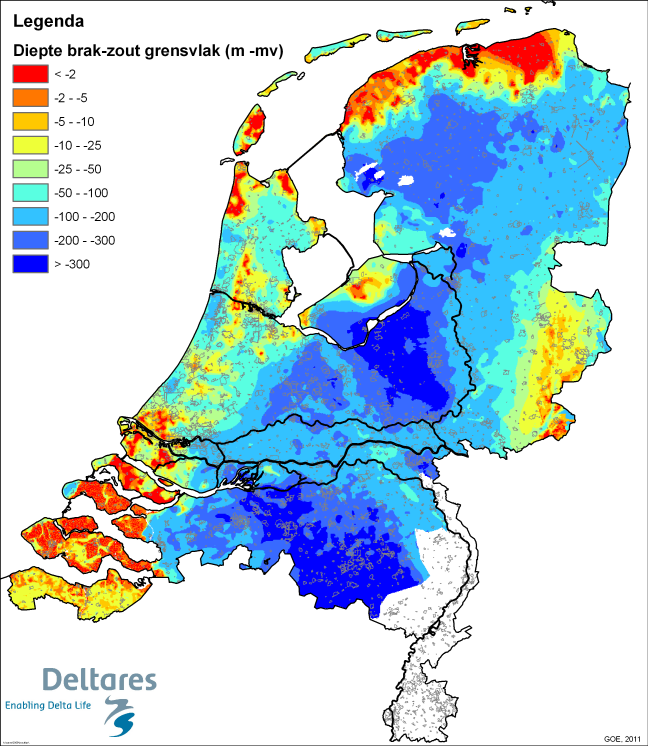 Legenda
Diepte brak-zout grensvlak (m -mv)
< -2
-2 - -5
-5 - -10
-10 - -25
-25 - -50
-50 - -100
-100 - -200
-200 - -300
> -300
Deltares
Enabling Delta Life
GOE, 2011